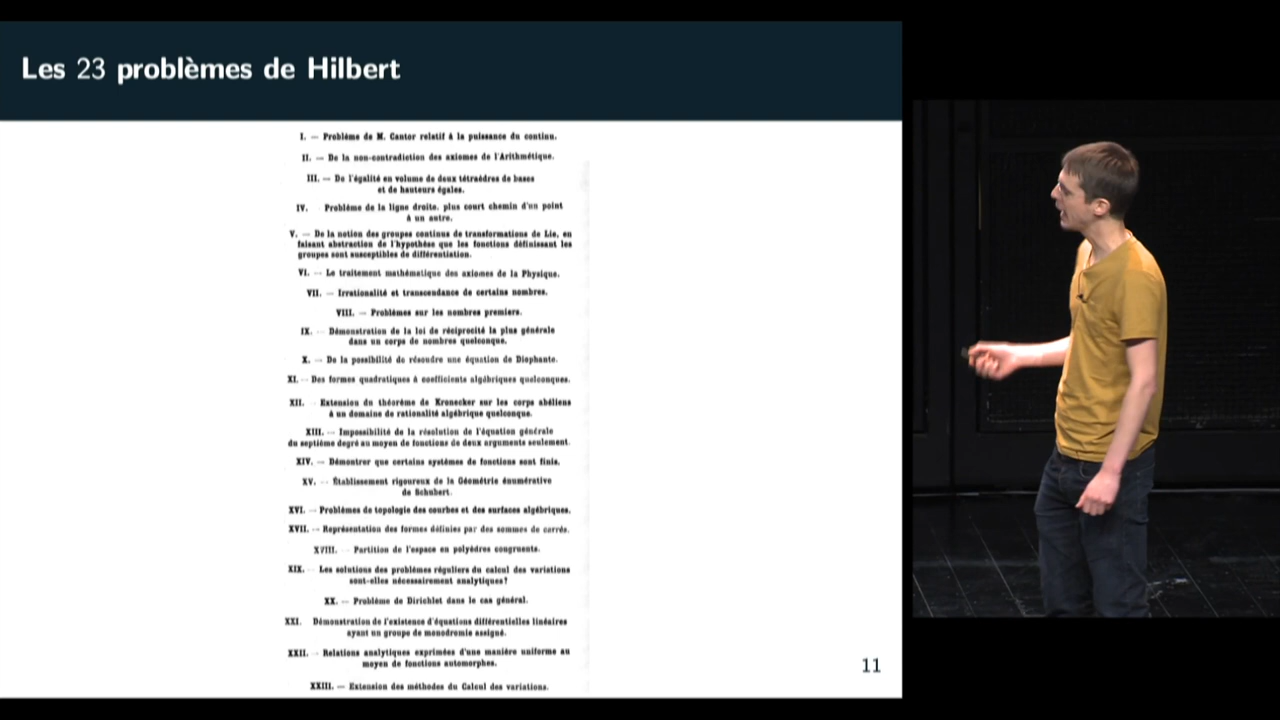 Les 23 problèmes de Hilbert
I. — Problème de M. Cantor relatif à la puissance du continu.
II. — De la non-contradiction des axiomes de l'Arithmétique.
III. — De l'égalité en volume de deux tétraèdres de bases
et de hauteurs égales.
IV. Problème de la ligne droite, plus court chemin d'un point
à un autre.
V. — De la notion des groupes continus de transformations de Lie, en
faisant abstraction de l'hypothèse que les fonctions définissant les
groupes sont susceptibles de différentiation.
VI. — Le traitement mathématique des axiomes de la Physique.
VII. — Irrationalité et transcendance de certains nombres.
VIII. — Problèmes sur les nombres premiers.
IX. — Démonstration de la loi de réciprocité la plus générale
dans un corps de nombres quelconque.
X. — De la possibilité de résoudre une équation de Diophante.
XI. — Des formes quadratiques à coefficients algébriques quelconques.
XII. Extension du théorème de Kronecker sur les corps abéliens
à un domaine de rationalité algébrique quelconque.
XIII. — Impossibilité de la résolution de l'équation générale
du septième degré au moyen de fonctions de deux arguments seulement.
XIV. — Démontrer que certains systèmes de fonctions sont finis.
XV. — Établissement rigoureux de la Géométrie énumérative
de Schubert.
XVI. — Problèmes de topologie des courbes et des surfaces algébriques.
XVII. — Représentation des formes définies par des sommes de carrés.
XVIII. Partition de l'espace en polyèdres congruents.
XIX. Les solutions des problèmes réguliers du calcul des variations
sont-elles nécessairement analytiques?
XX. — Problème de Dirichlet dans le cas général.
XXI. Démonstration de l'existence d'équations différentielles linéaires
ayant un groupe de monodromie assigné.
XXII. — Relations analytiques exprimées d'une manière uniforme au
moyen de fonctions automorphes.
XXIII. — Extension des méthodes du Calcul des variations.
11